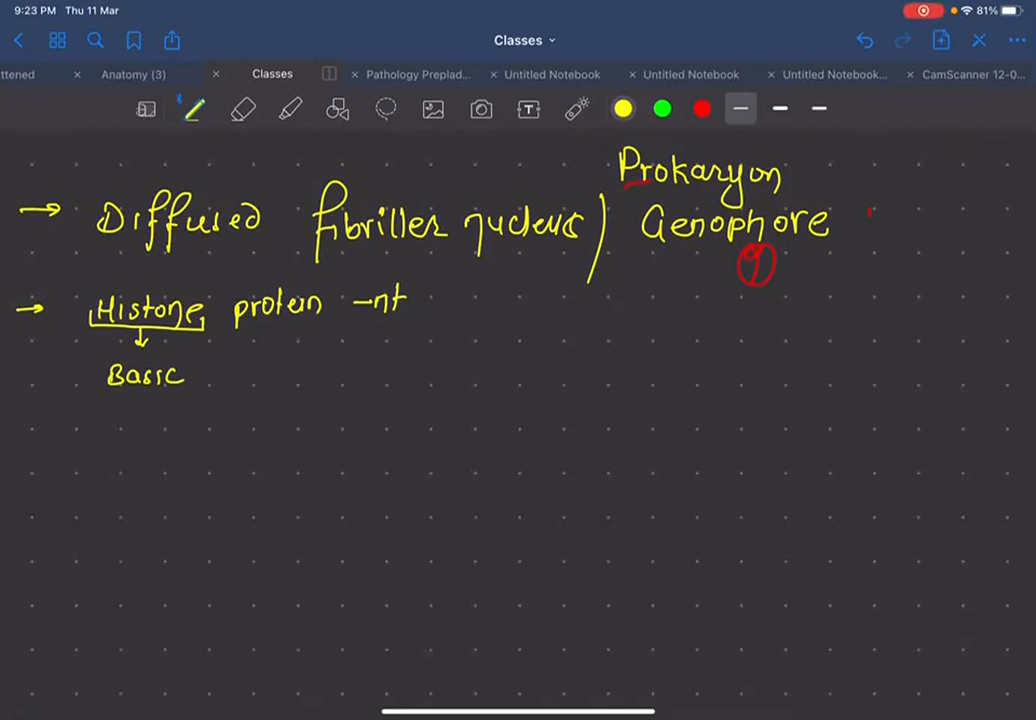 9:23 PM Thu 11 Mar
81%
Classes
ttened
Anatomy (3)
Classes
Pathology Preplad...
Untitled Notebook
Untitled Notebook
Untitled Notebook...
CamScanner 12-0...
Prokaryon
→ Diffused fibriller nucleus / Genophore
→ Histone protein -nt
↓
Basic